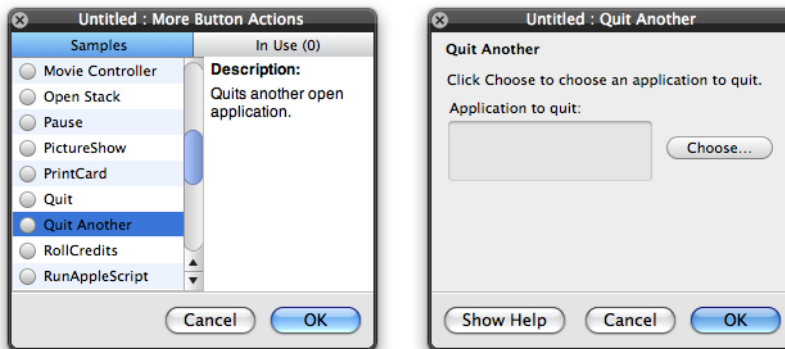 Untitled : More Button Actions
Samples
In Use (0)
Movie Controller
Open Stack
Pause
PictureShow
PrintCard
Quit
Quit Another
RollCredits
RunAppleScript
Description:
Quits another open
application.
Cancel
OK
Untitled : Quit Another
Quit Another
Click Choose to choose an application to quit.
Application to quit:
Choose...
Show Help
Cancel
OK